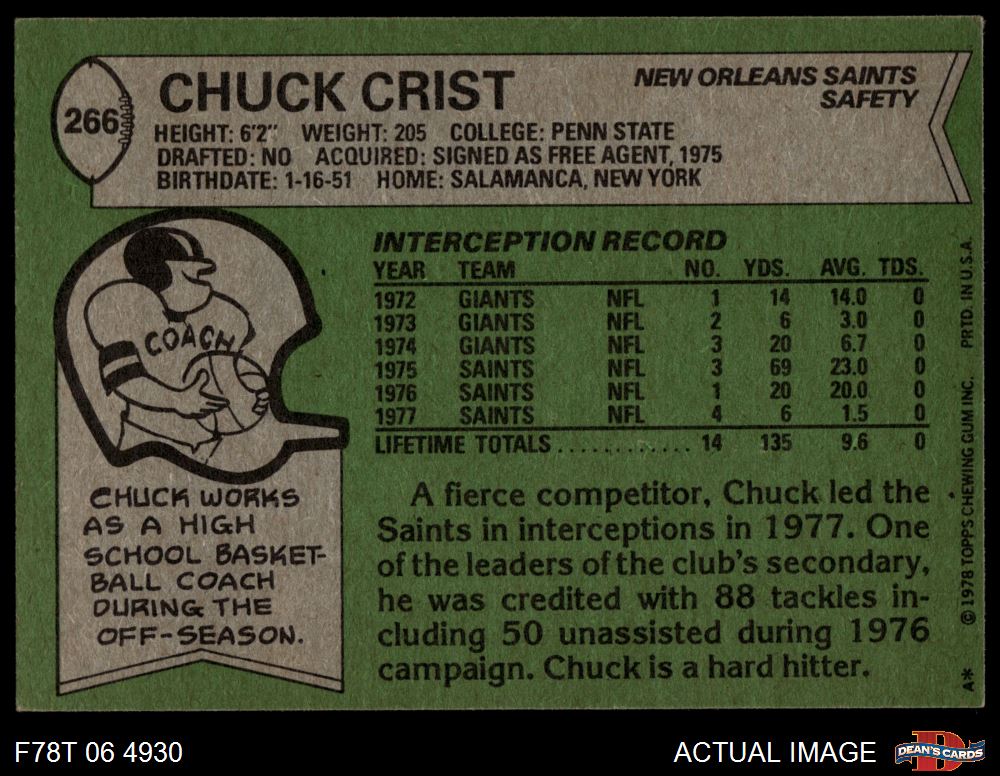 266
CHUCK CRIST
NEW ORLEANS SAINTS
SAFETY
HEIGHT: 6'2" WEIGHT: 205 COLLEGE: PENN STATE
DRAFTED: NO ACQUIRED: SIGNED AS FREE AGENT, 1975
BIRTHDATE: 1-16-51 HOME: SALAMANCA, NEW YORK
COACH
CHUCK WORKS
AS A HIGH
SCHOOL BASKET-
BALL COACH
DURING THE
OFF-SEASON.
INTERCEPTION RECORD
YEAR TEAM NO. YDS. AVG. TDS.
1972 GIANTS NFL 1 14 14.0 0
1973 GIANTS NFL 2 6 3.0 0
1974 GIANTS NFL 3 20 6.7 0
1975 SAINTS NFL 3 69 23.0 0
1976 SAINTS NFL 1 20 20.0 0
1977 SAINTS NFL 4 6 1.5 0
LIFETIME TOTALS ............ 14 135 9.6 0
A fierce competitor, Chuck led the
Saints in interceptions in 1977. One
of the leaders of the club's secondary,
he was credited with 88 tackles in-
cluding 50 unassisted during 1976
campaign. Chuck is a hard hitter.
A* © 1978 TOPPS CHEWING GUM INC. PRTD. IN U.S.A.
F78T 06 4930
ACTUAL IMAGE
DEAN'S CARDS